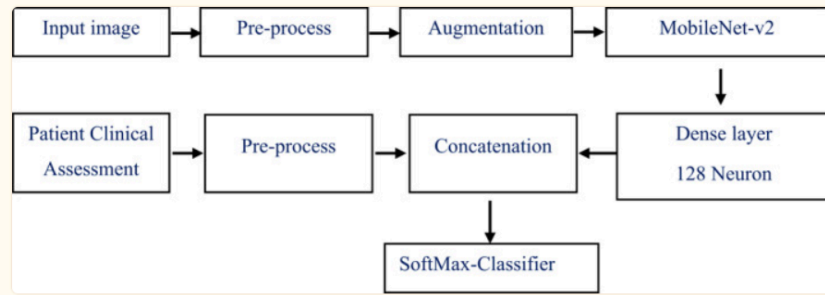 Input image
Pre-process
Augmentation
MobileNet-v2
Patient Clinical
Assessment
Pre-process
Concatenation
Dense layer
128 Neuron
SoftMax-Classifier